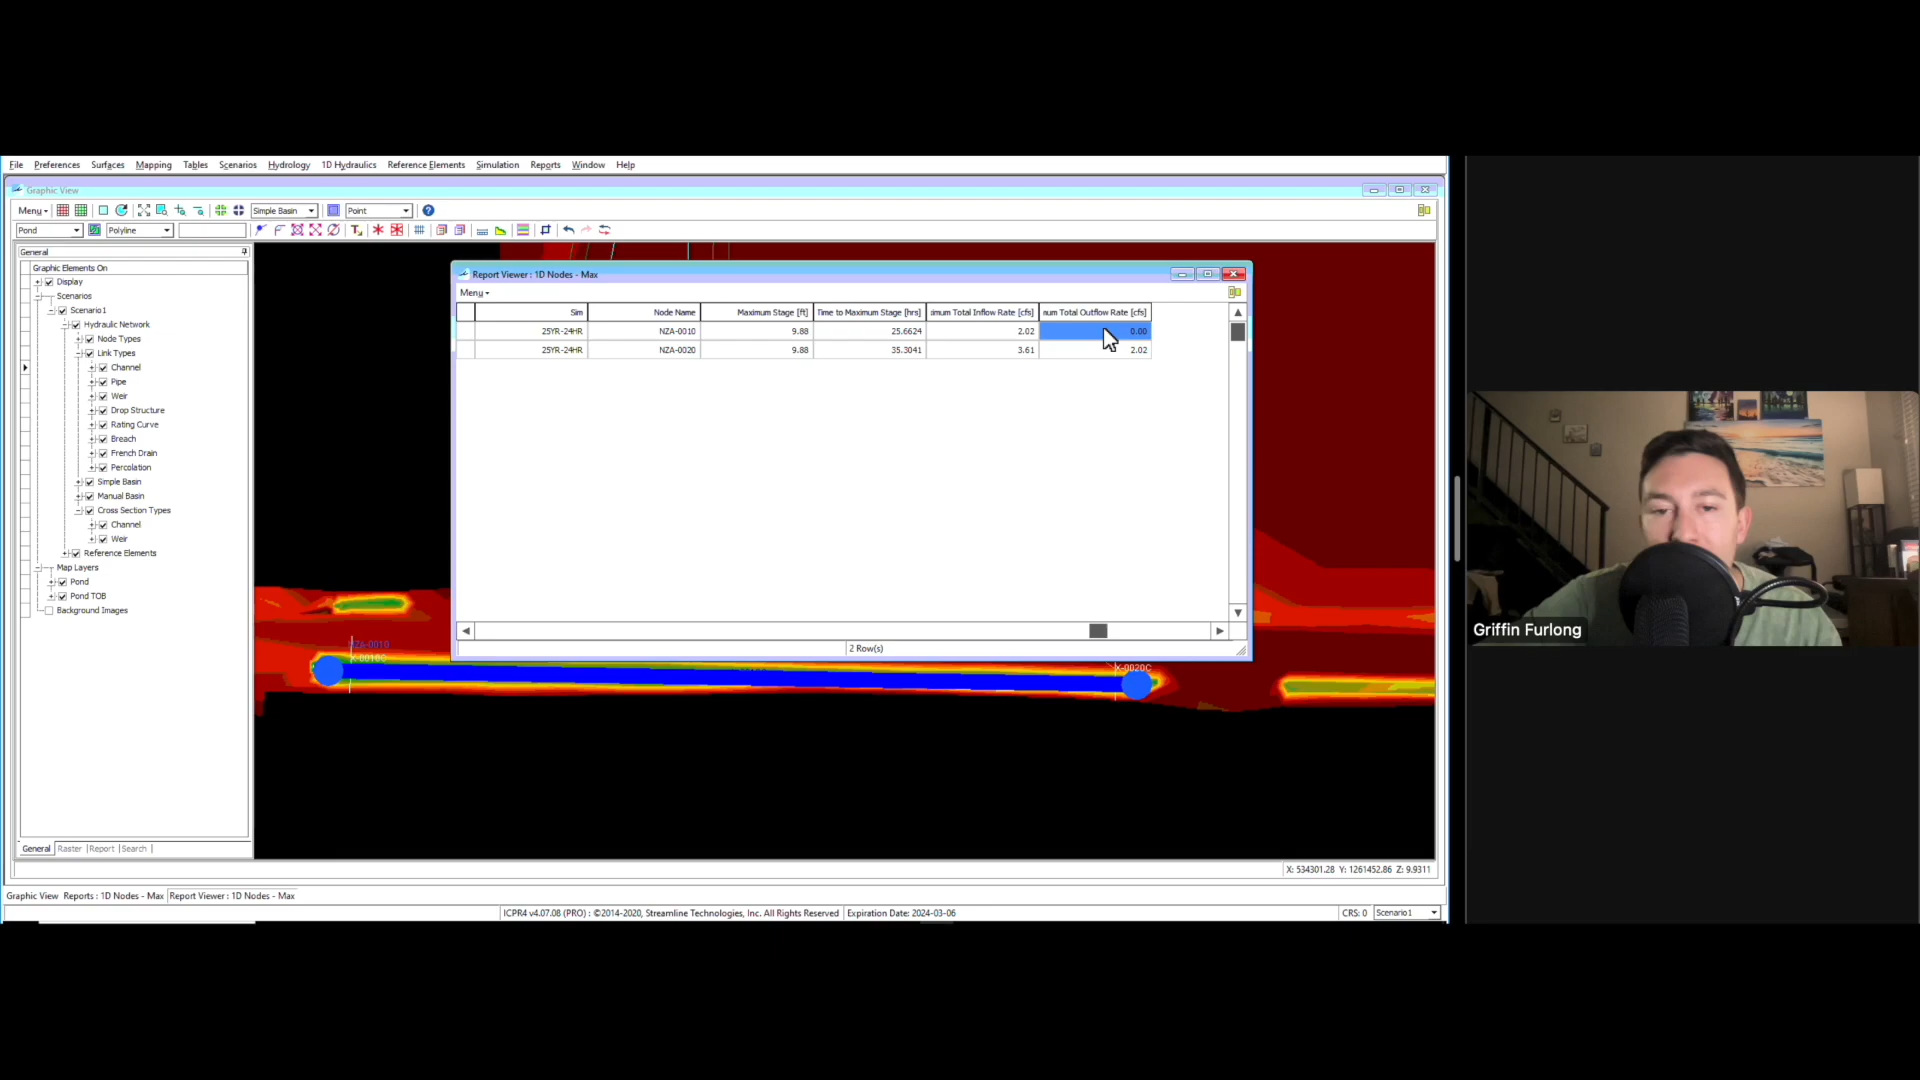 File Preferences Surfaces Mapping Tables Scenarios Hydrology 1D Hydraulics Reference Elements Simulation Reports Window Help
Graphic View
Menu Simple Basin Point
Pond Polyline
General
Graphic Elements On
Display
Scenarios
Scenario1
Hydraulic Network
Node Types
Link Types
Channel
Pipe
Weir
Drop Structure
Rating Curve
Breach
French Drain
Percolation
Simple Basin
Manual Basin
Cross Section Types
Channel
Weir
Reference Elements
Map Layers
Pond
Pond TOB
Background Images
General Raster Report Search
Report Viewer : 1D Nodes - Max
Menu
Sim Node Name Maximum Stage [ft] Time to Maximum Stage [hrs] imum Total Inflow Rate [cfs] num Total Outflow Rate [cfs]
25YR-24HR NZA-0010 9.88 25.6624 2.02 0.00
25YR-24HR NZA-0020 9.88 35.3041 3.61 2.02
2 Row(s)
NZA-0010
X-0010C
X-0020C
X: 534301.28 Y: 1261452.86 Z: 9.9311
Graphic View Reports : 1D Nodes - Max Report Viewer : 1D Nodes - Max
ICPR4 v4.07.08 (PRO) : ©2014-2020, Streamline Technologies, Inc. All Rights Reserved Expiration Date: 2024-03-06
CRS: 0 Scenario1
Griffin Furlong